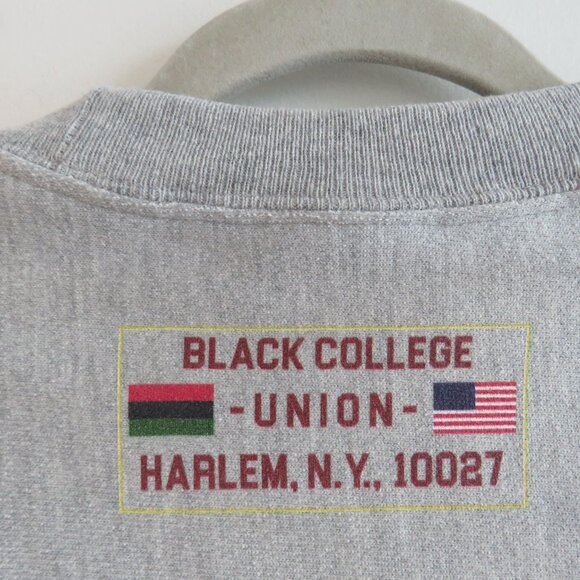 BLACK COLLEGE
-UNION-
HARLEM, N.Y., 10027